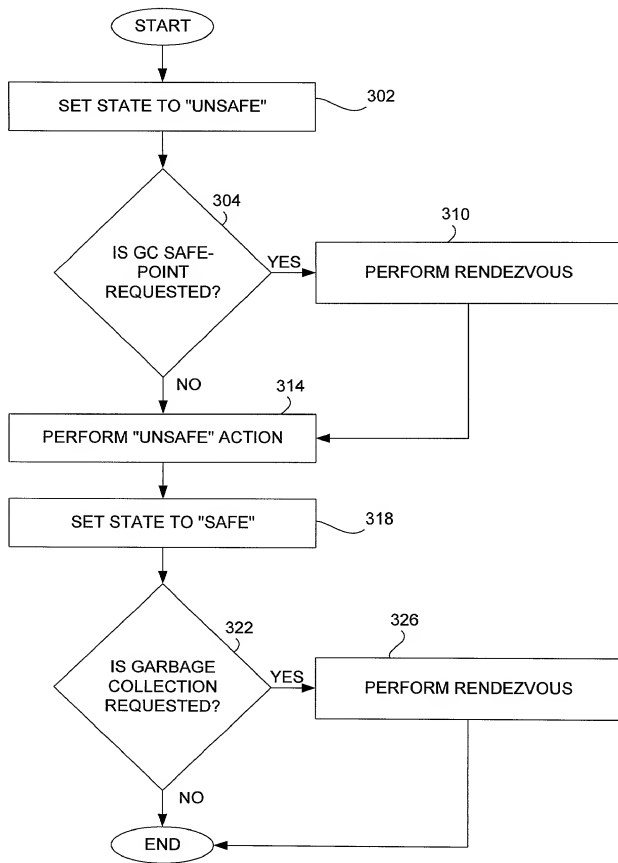 START
SET STATE TO "UNSAFE"
302
304
IS GC SAFE-
POINT
REQUESTED?
YES
310
PERFORM RENDEZVOUS
NO
314
PERFORM "UNSAFE" ACTION
SET STATE TO "SAFE"
318
322
IS GARBAGE
COLLECTION
REQUESTED?
YES
326
PERFORM RENDEZVOUS
NO
END